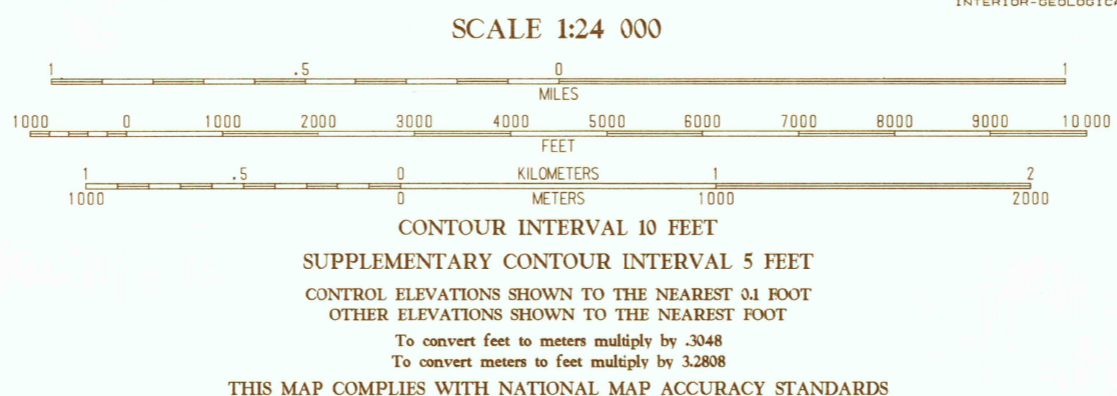 INTERIOR-GEOLOGICA
SCALE 1:24 000
1 .5 0 1
MILES
1000 0 1000 2000 3000 4000 5000 6000 7000 8000 9000 10 000
FEET
1 .5 0 KILOMETERS 1 2
1000 0 METERS 1000 2000
CONTOUR INTERVAL 10 FEET
SUPPLEMENTARY CONTOUR INTERVAL 5 FEET
CONTROL ELEVATIONS SHOWN TO THE NEAREST 0.1 FOOT
OTHER ELEVATIONS SHOWN TO THE NEAREST FOOT
To convert feet to meters multiply by .3048
To convert meters to feet multiply by 3.2808
THIS MAP COMPLIES WITH NATIONAL MAP ACCURACY STANDARDS